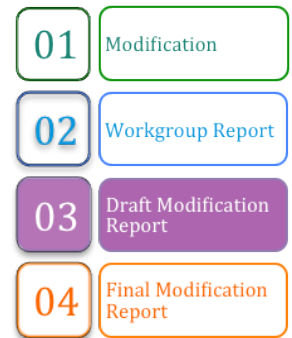 01 Modification
02 Workgroup Report
03 Draft Modification
Report
04 Final Modification
Report